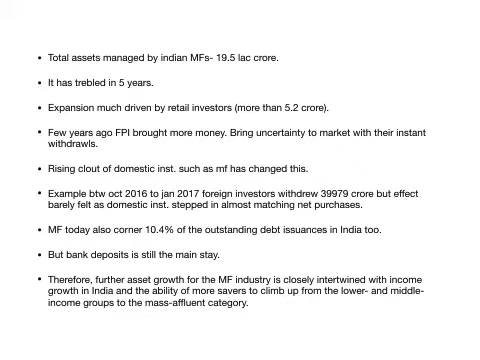 • Total assets managed by indian MFs- 19.5 lac crore.
• It has trebled in 5 years.
• Expansion much driven by retail investors (more than 5.2 crore).
• Few years ago FPI brought more money. Bring uncertainty to market with their instant
withdrawls.
• Rising clout of domestic inst. such as mf has changed this.
• Example btw oct 2016 to jan 2017 foreign investors withdrew 39979 crore but effect
barely felt as domestic inst. stepped in almost matching net purchases.
• MF today also corner 10.4% of the outstanding debt issuances in India too.
• But bank deposits is still the main stay.
• Therefore, further asset growth for the MF industry is closely intertwined with income
growth in India and the ability of more savers to climb up from the lower- and middle-
income groups to the mass-affluent category.